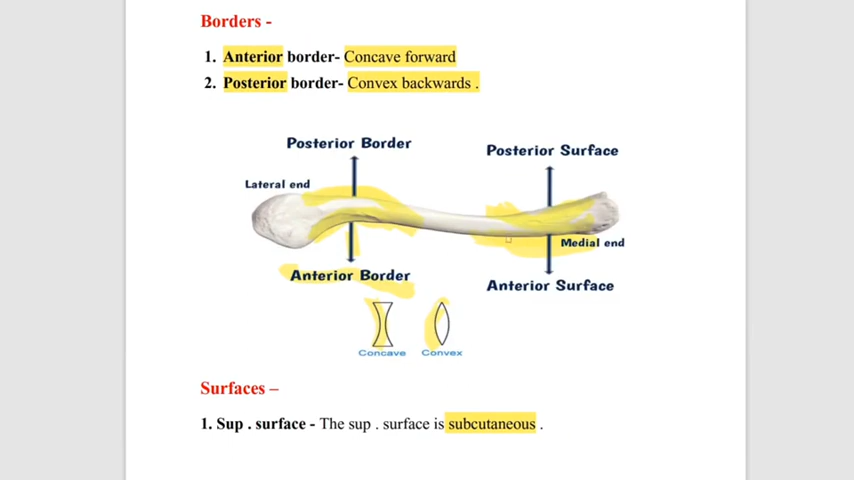 Borders -
1. Anterior border- Concave forward
2. Posterior border- Convex backwards .
Posterior Border
Posterior Surface
Lateral end
Medial end
Anterior Border
Anterior Surface
Concave
Convex
Surfaces –
1. Sup . surface - The sup . surface is subcutaneous .